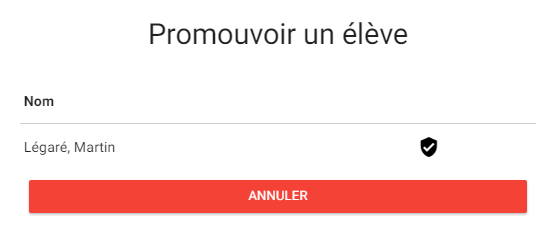 Promouvoir un élève
Nom
Légaré, Martin
ANNULER